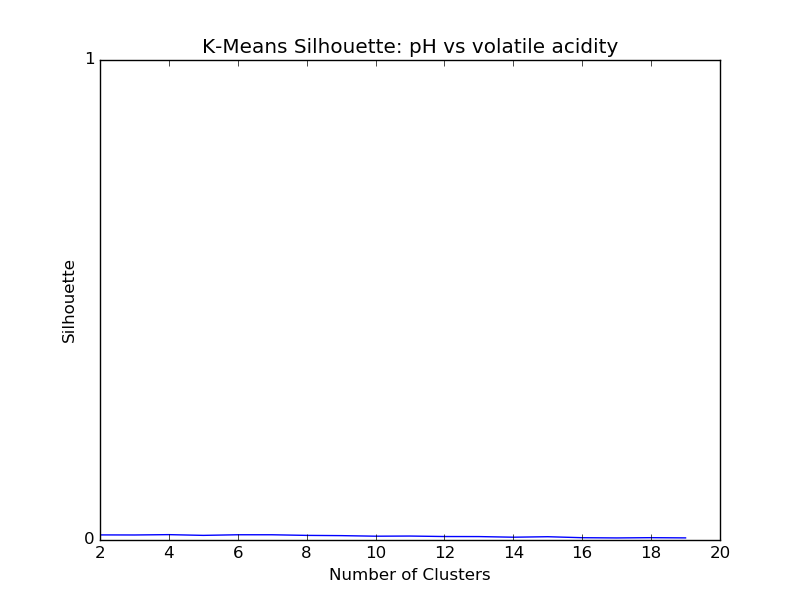 K-Means Silhouette: pH vs volatile acidity
1
Silhouette
0
2 4 6 8 10 12 14 16 18 20
Number of Clusters